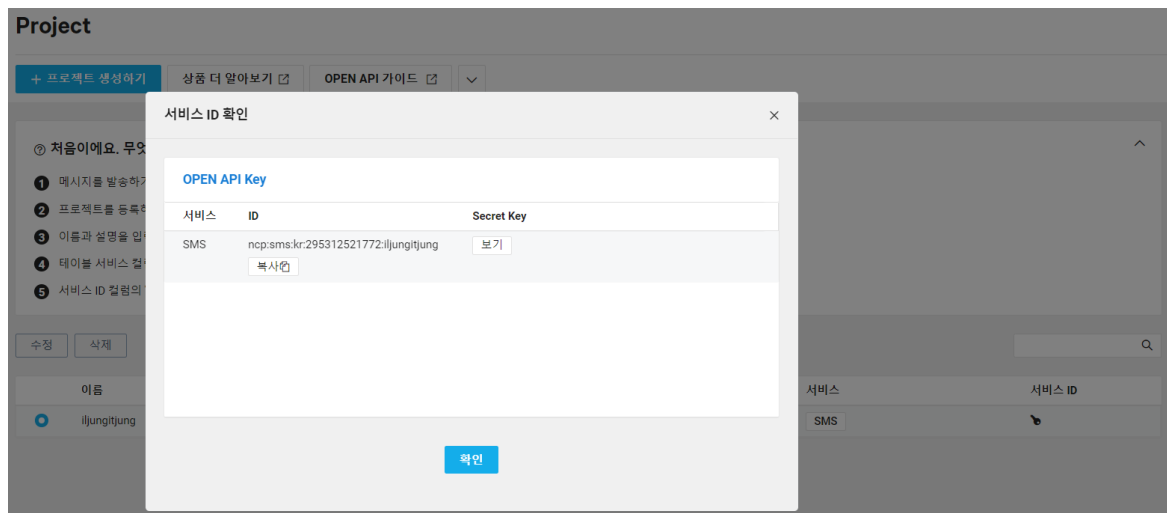 Project
+ 프로젝트 생성하기
상품 더 알아보기
OPEN API 가이드
서비스 ID 확인
×
처음이에요. 무엇
OPEN API Key
1 메시지를 발송하기
2 프로젝트를 등록하
3 이름과 설명을 입
4 테이블 서비스 컬
5 서비스 ID 컬럼의
서비스 ID Secret Key
SMS ncp:sms:kr:295312521772:iljungitjung 보기
복사
수정 삭제
이름 서비스 서비스 ID
iljungitjung SMS
확인